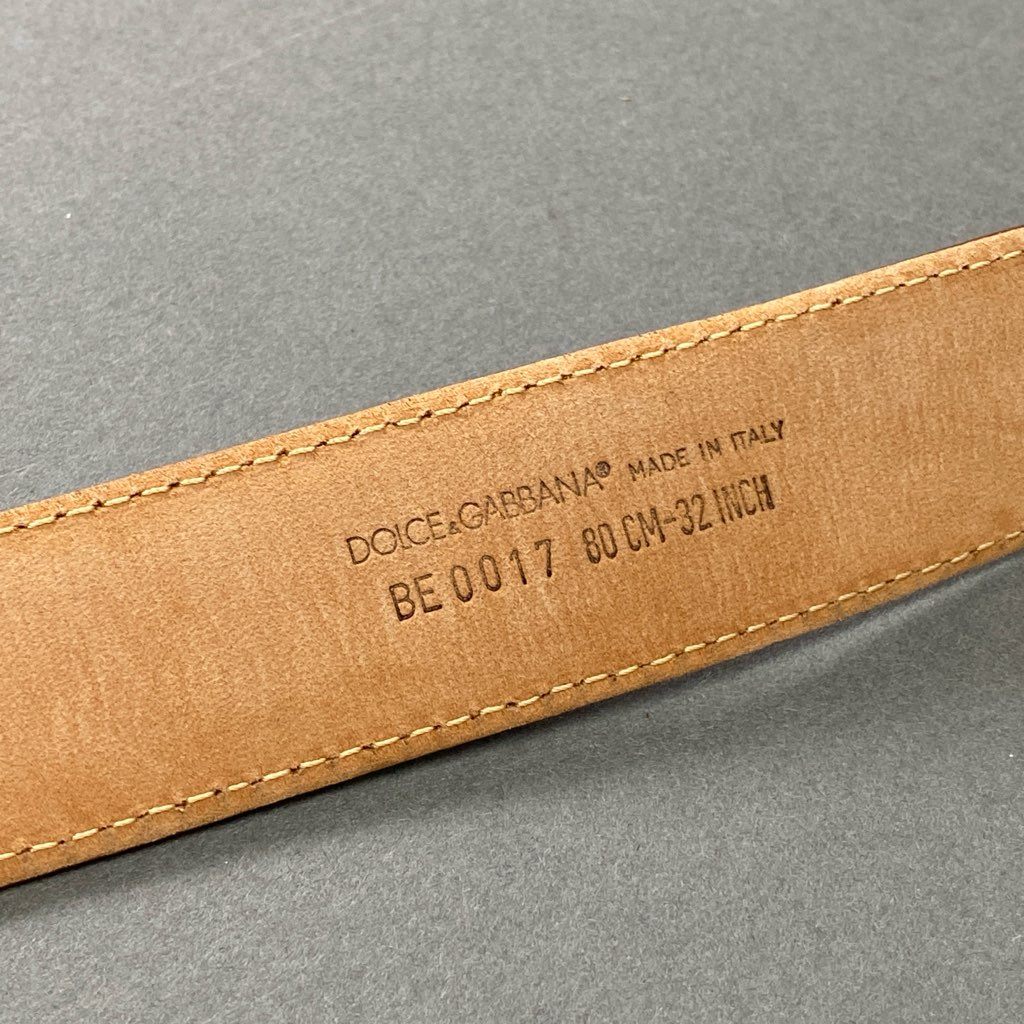 DOLCE&GABBANA® MADE IN ITALY
BE 0017 80 CM-32 INCH